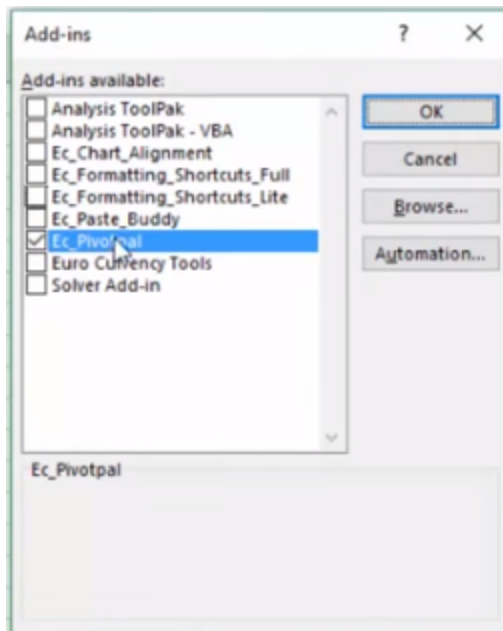 Add-ins
Add-ins available:
Analysis ToolPak
Analysis ToolPak - VBA
Ec_Chart_Alignment
Ec_Formatting_Shortcuts_Full
Ec_Formatting_Shortcuts_Lite
Ec_Paste_Buddy
Ec_Pivotpal
Euro Currency Tools
Solver Add-in
OK
Cancel
Browse...
Automation...
Ec_Pivotpal